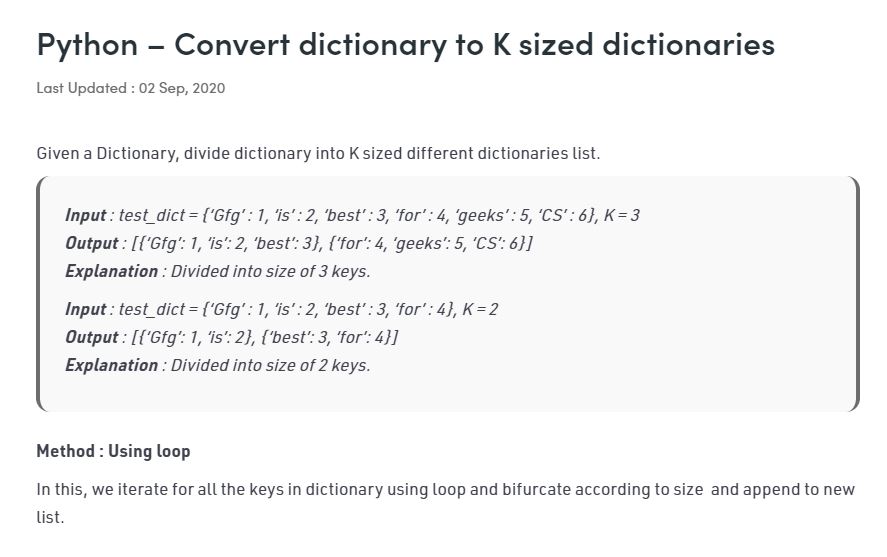 Python – Convert dictionary to K sized dictionaries
Last Updated : 02 Sep, 2020
Given a Dictionary, divide dictionary into K sized different dictionaries list.
Input : test_dict = {‘Gfg’ : 1, ‘is’ : 2, ‘best’ : 3, ‘for’ : 4, ‘geeks’ : 5, ‘CS’ : 6}, K = 3
Output : [{‘Gfg’: 1, ‘is’: 2, ‘best’: 3}, {‘for’: 4, ‘geeks’: 5, ‘CS’: 6}]
Explanation : Divided into size of 3 keys.
Input : test_dict = {‘Gfg’ : 1, ‘is’ : 2, ‘best’ : 3, ‘for’ : 4}, K = 2
Output : [{‘Gfg’: 1, ‘is’: 2}, {‘best’: 3, ‘for’: 4}]
Explanation : Divided into size of 2 keys.
Method : Using loop
In this, we iterate for all the keys in dictionary using loop and bifurcate according to size  and append to new
list.